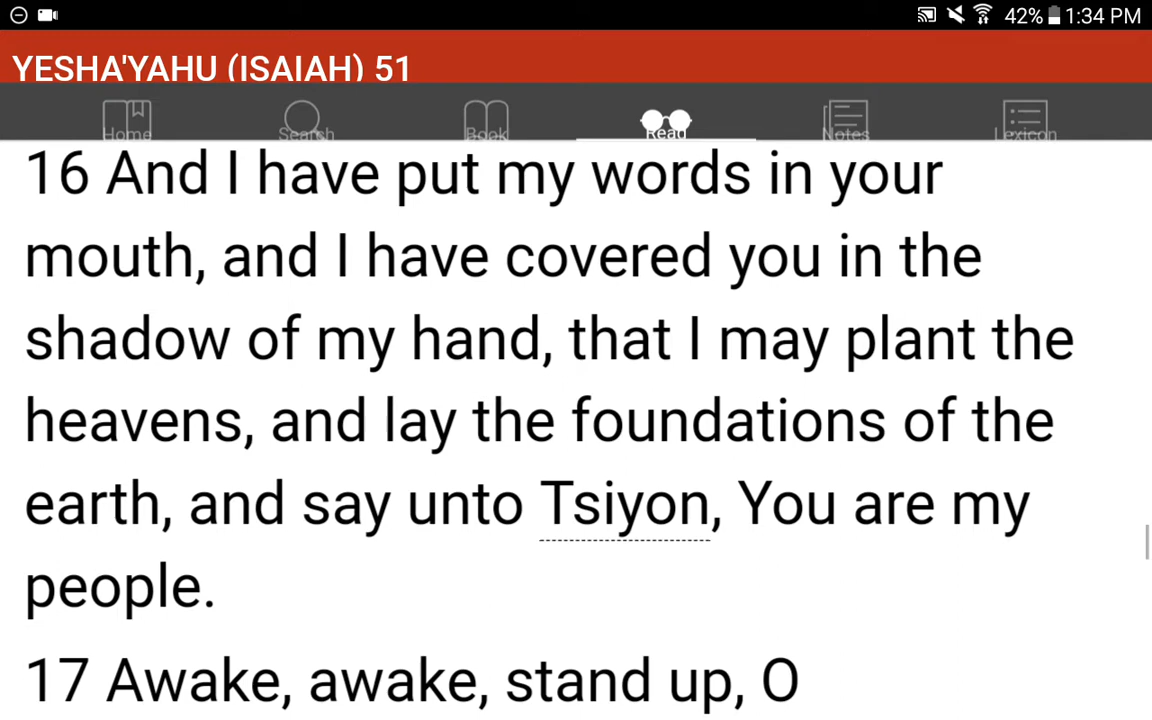 42% 1:34 PM
YESHA'YAHU (ISAIAH) 51
Home Search Book Read Notes Lexicon
16 And I have put my words in your
mouth, and I have covered you in the
shadow of my hand, that I may plant the
heavens, and lay the foundations of the
earth, and say unto Tsiyon, You are my
people.
17 Awake, awake, stand up, O